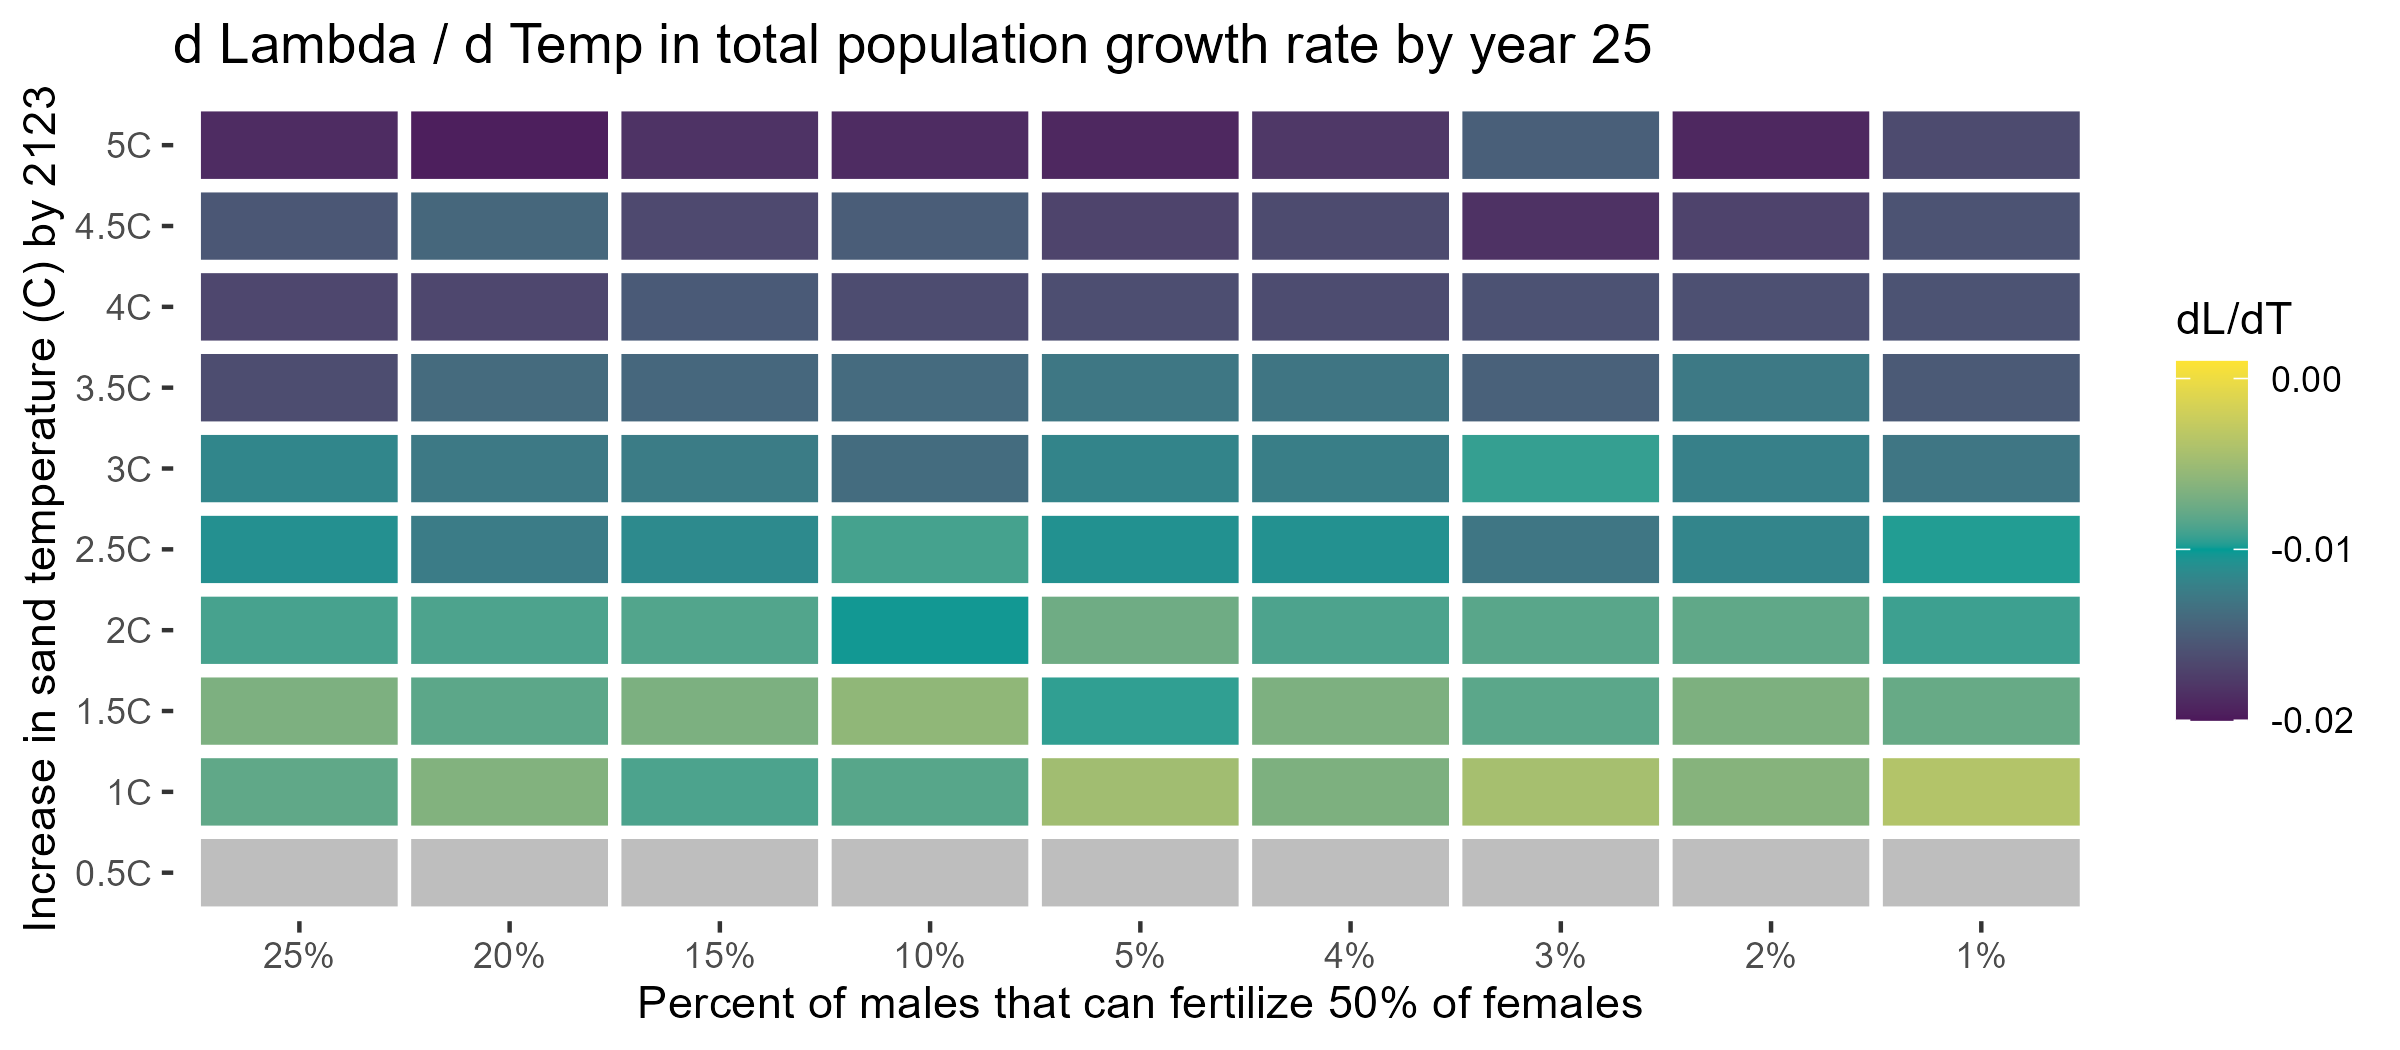 d Lambda / d Temp in total population growth rate by year 25
Increase in sand temperature (C) by 2123
5C
4.5C
4C
3.5C
3C
2.5C
2C
1.5C
1C
0.5C
25%
20%
15%
10%
5%
4%
3%
2%
1%
Percent of males that can fertilize 50% of females
dL/dT
0.00
-0.01
-0.02